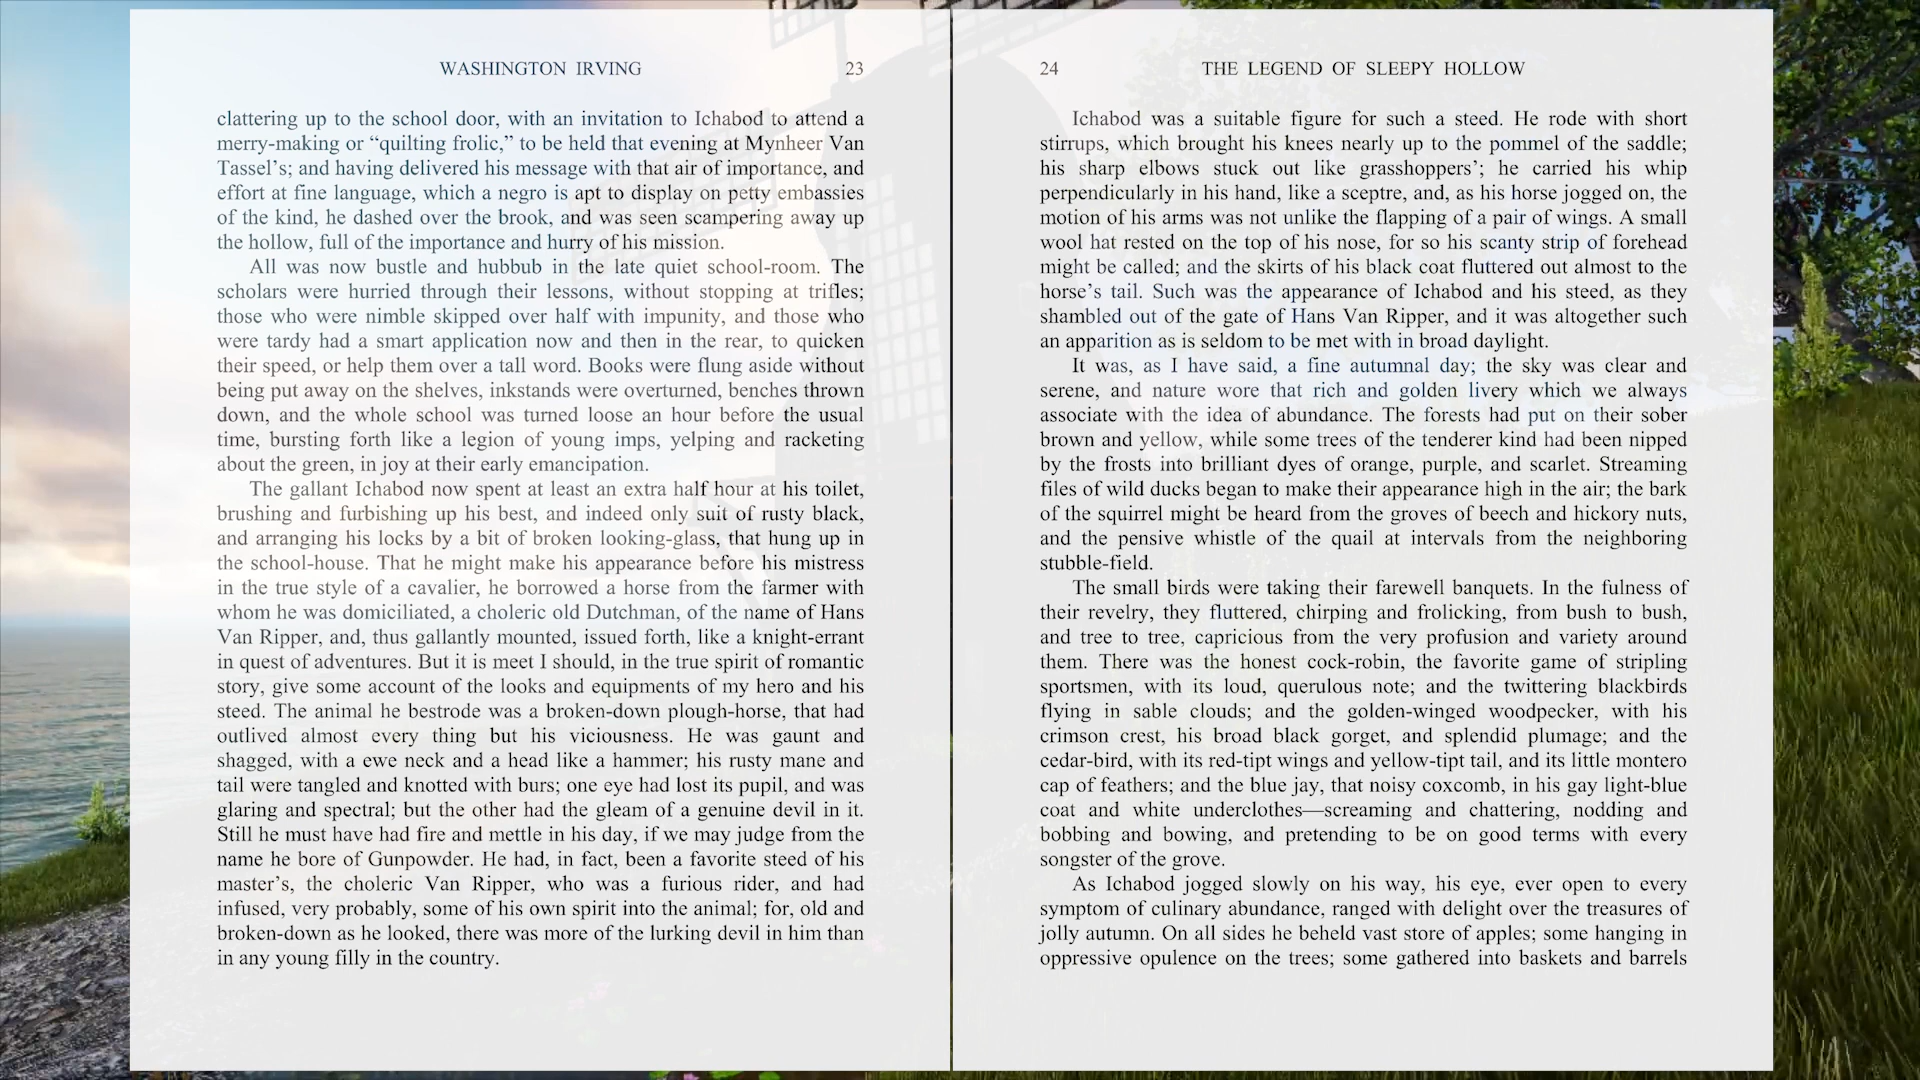 WASHINGTON IRVING 23
clattering up to the school door, with an invitation to Ichabod to attend a
merry-making or “quilting frolic,” to be held that evening at Mynheer Van
Tassel’s; and having delivered his message with that air of importance, and
effort at fine language, which a negro is apt to display on petty embassies
of the kind, he dashed over the brook, and was seen scampering away up
the hollow, full of the importance and hurry of his mission.
All was now bustle and hubbub in the late quiet school-room. The
scholars were hurried through their lessons, without stopping at trifles;
those who were nimble skipped over half with impunity, and those who
were tardy had a smart application now and then in the rear, to quicken
their speed, or help them over a tall word. Books were flung aside without
being put away on the shelves, inkstands were overturned, benches thrown
down, and the whole school was turned loose an hour before the usual
time, bursting forth like a legion of young imps, yelping and racketing
about the green, in joy at their early emancipation.
The gallant Ichabod now spent at least an extra half hour at his toilet,
brushing and furbishing up his best, and indeed only suit of rusty black,
and arranging his locks by a bit of broken looking-glass, that hung up in
the school-house. That he might make his appearance before his mistress
in the true style of a cavalier, he borrowed a horse from the farmer with
whom he was domiciliated, a choleric old Dutchman, of the name of Hans
Van Ripper, and, thus gallantly mounted, issued forth, like a knight-errant
in quest of adventures. But it is meet I should, in the true spirit of romantic
story, give some account of the looks and equipments of my hero and his
steed. The animal he bestrode was a broken-down plough-horse, that had
outlived almost every thing but his viciousness. He was gaunt and
shagged, with a ewe neck and a head like a hammer; his rusty mane and
tail were tangled and knotted with burs; one eye had lost its pupil, and was
glaring and spectral; but the other had the gleam of a genuine devil in it.
Still he must have had fire and mettle in his day, if we may judge from the
name he bore of Gunpowder. He had, in fact, been a favorite steed of his
master’s, the choleric Van Ripper, who was a furious rider, and had
infused, very probably, some of his own spirit into the animal; for, old and
broken-down as he looked, there was more of the lurking devil in him than
in any young filly in the country.
24 THE LEGEND OF SLEEPY HOLLOW
Ichabod was a suitable figure for such a steed. He rode with short
stirrups, which brought his knees nearly up to the pommel of the saddle;
his sharp elbows stuck out like grasshoppers’; he carried his whip
perpendicularly in his hand, like a sceptre, and, as his horse jogged on, the
motion of his arms was not unlike the flapping of a pair of wings. A small
wool hat rested on the top of his nose, for so his scanty strip of forehead
might be called; and the skirts of his black coat fluttered out almost to the
horse’s tail. Such was the appearance of Ichabod and his steed, as they
shambled out of the gate of Hans Van Ripper, and it was altogether such
an apparition as is seldom to be met with in broad daylight.
It was, as I have said, a fine autumnal day; the sky was clear and
serene, and nature wore that rich and golden livery which we always
associate with the idea of abundance. The forests had put on their sober
brown and yellow, while some trees of the tenderer kind had been nipped
by the frosts into brilliant dyes of orange, purple, and scarlet. Streaming
files of wild ducks began to make their appearance high in the air; the bark
of the squirrel might be heard from the groves of beech and hickory nuts,
and the pensive whistle of the quail at intervals from the neighboring
stubble-field.
The small birds were taking their farewell banquets. In the fulness of
their revelry, they fluttered, chirping and frolicking, from bush to bush,
and tree to tree, capricious from the very profusion and variety around
them. There was the honest cock-robin, the favorite game of stripling
sportsmen, with its loud, querulous note; and the twittering blackbirds
flying in sable clouds; and the golden-winged woodpecker, with his
crimson crest, his broad black gorget, and splendid plumage; and the
cedar-bird, with its red-tipt wings and yellow-tipt tail, and its little montero
cap of feathers; and the blue jay, that noisy coxcomb, in his gay light-blue
coat and white underclothes—screaming and chattering, nodding and
bobbing and bowing, and pretending to be on good terms with every
songster of the grove.
As Ichabod jogged slowly on his way, his eye, ever open to every
symptom of culinary abundance, ranged with delight over the treasures of
jolly autumn. On all sides he beheld vast store of apples; some hanging in
oppressive opulence on the trees; some gathered into baskets and barrels